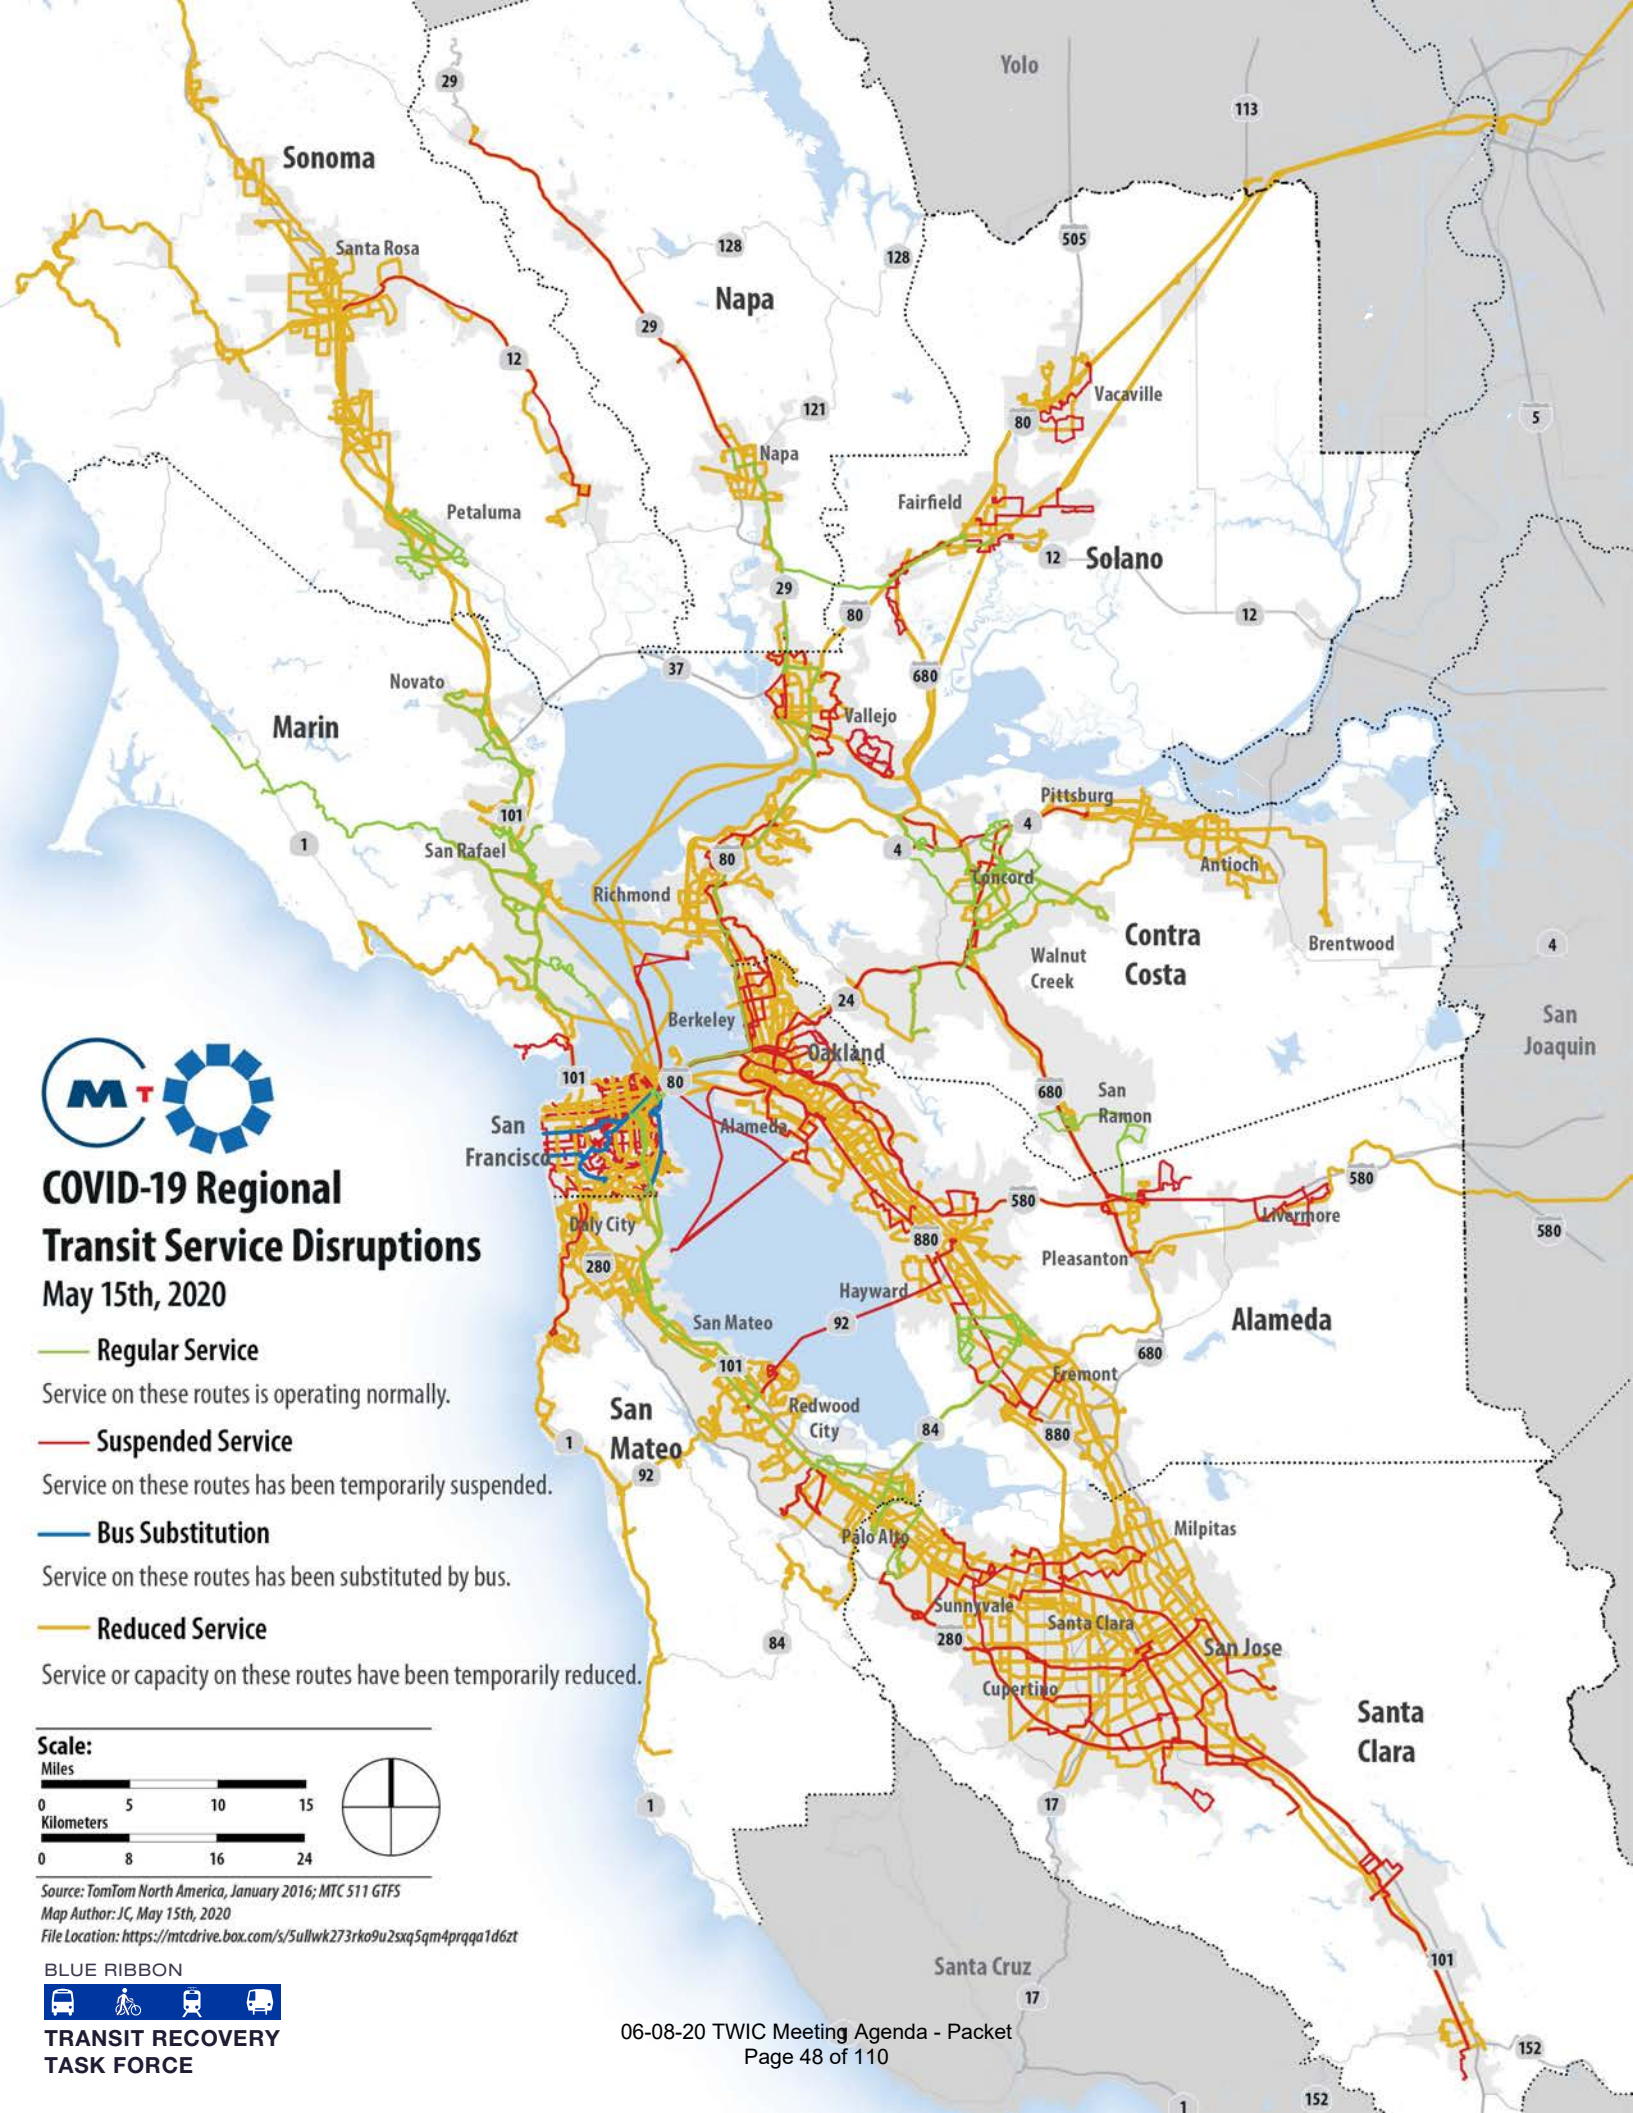 Yolo
29
113
Sonoma
Santa Rosa
128
128
505
Napa
29
12
121
Vacaville
80
5
Napa
Fairfield
Petaluma
12
Solano
29
80
12
37
680
Novato
Vallejo
Marin
Pittsburg
101
4
1
San Rafael
80
4
Antioch
Concord
Richmond
Contra
Costa
Brentwood
4
Walnut
Creek
24
San
Joaquin
Berkeley
Oakland
MT
101
80
680
San
Ramon
San
Francisco
Alameda
COVID-19 Regional
Transit Service Disruptions
May 15th, 2020
580
580
Livermore
580
Daly City
880
280
Pleasanton
Hayward
San Mateo
92
Alameda
Regular Service
Service on these routes is operating normally.
101
680
Fremont
San
Mateo
Redwood
City
84
880
1
92
Suspended Service
Service on these routes has been temporarily suspended.
Bus Substitution
Service on these routes has been substituted by bus.
Palo Alto
Milpitas
Reduced Service
Service or capacity on these routes have been temporarily reduced.
Sunnyvale
Santa Clara
84
280
San Jose
Cupertino
Santa
Clara
Scale:
Miles
0 5 10 15
Kilometers
0 8 16 24
1
17
Source: TomTom North America, January 2016; MTC 511 GTFS
Map Author: JC, May 15th, 2020
File Location: https://mtcdrive.box.com/s/5ullwk273rko9u2sxq5qm4prqqa1d6zt
101
BLUE RIBBON
TRANSIT RECOVERY
TASK FORCE
Santa Cruz
17
06-08-20 TWIC Meeting Agenda - Packet
Page 48 of 110
152
152
1